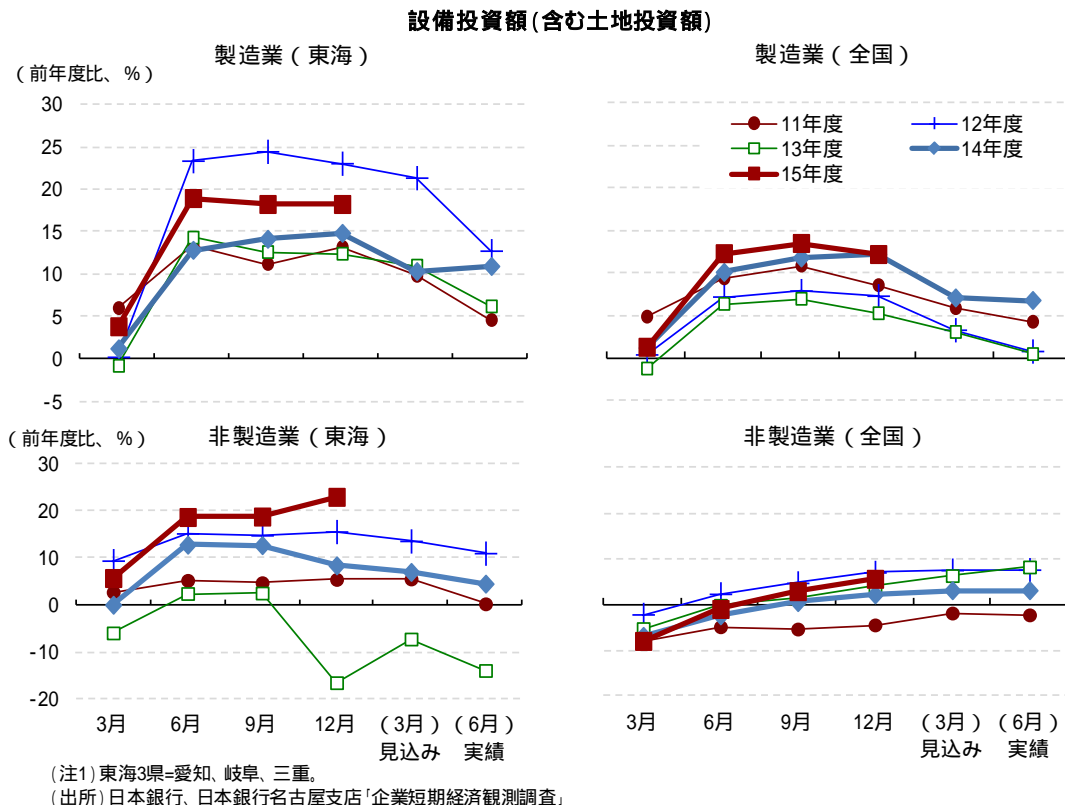 設備投資額(含む土地投資額)
製造業(東海)
製造業(全国)
(前年度比、%)
30
25
20
15
10
5
0
-5
11年度
12年度
13年度
14年度
15年度
(前年度比、%)
非製造業(東海)
非製造業(全国)
30
20
10
0
-10
-20
3月
6月
9月
12月
(3月)
見込み
(6月)
実績
3月
6月
9月
12月
(3月)
見込み
(6月)
実績
(注1)東海3県=愛知、岐阜、三重。
(出所)日本銀行、日本銀行名古屋支店「企業短期経済観測調査」